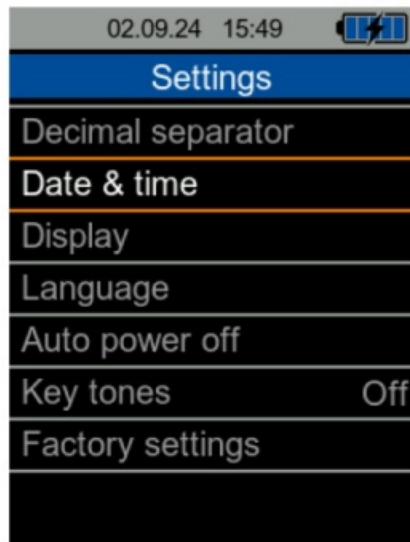 02.09.24 15:49
Settings
Decimal separator
Date & time
Display
Language
Auto power off
Key tones Off
Factory settings